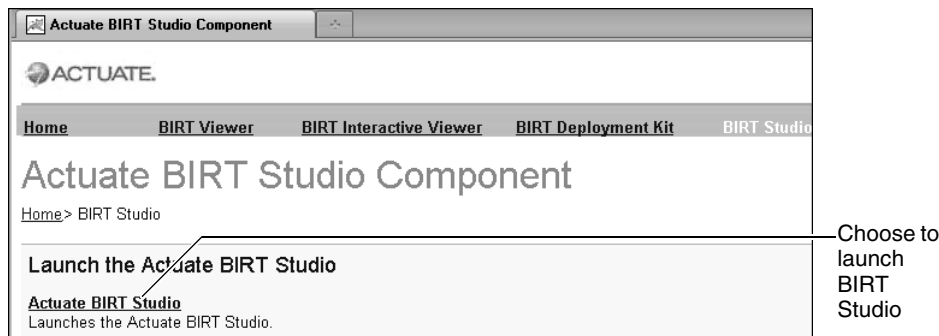 Actuate BIRT Studio Component
ACTUATE.
Home BIRT Viewer BIRT Interactive Viewer BIRT Deployment Kit BIRT Studio
Actuate BIRT Studio Component
Home> BIRT Studio
Launch the Actuate BIRT Studio
Actuate BIRT Studio
Launches the Actuate BIRT Studio.
Choose to
launch
BIRT
Studio